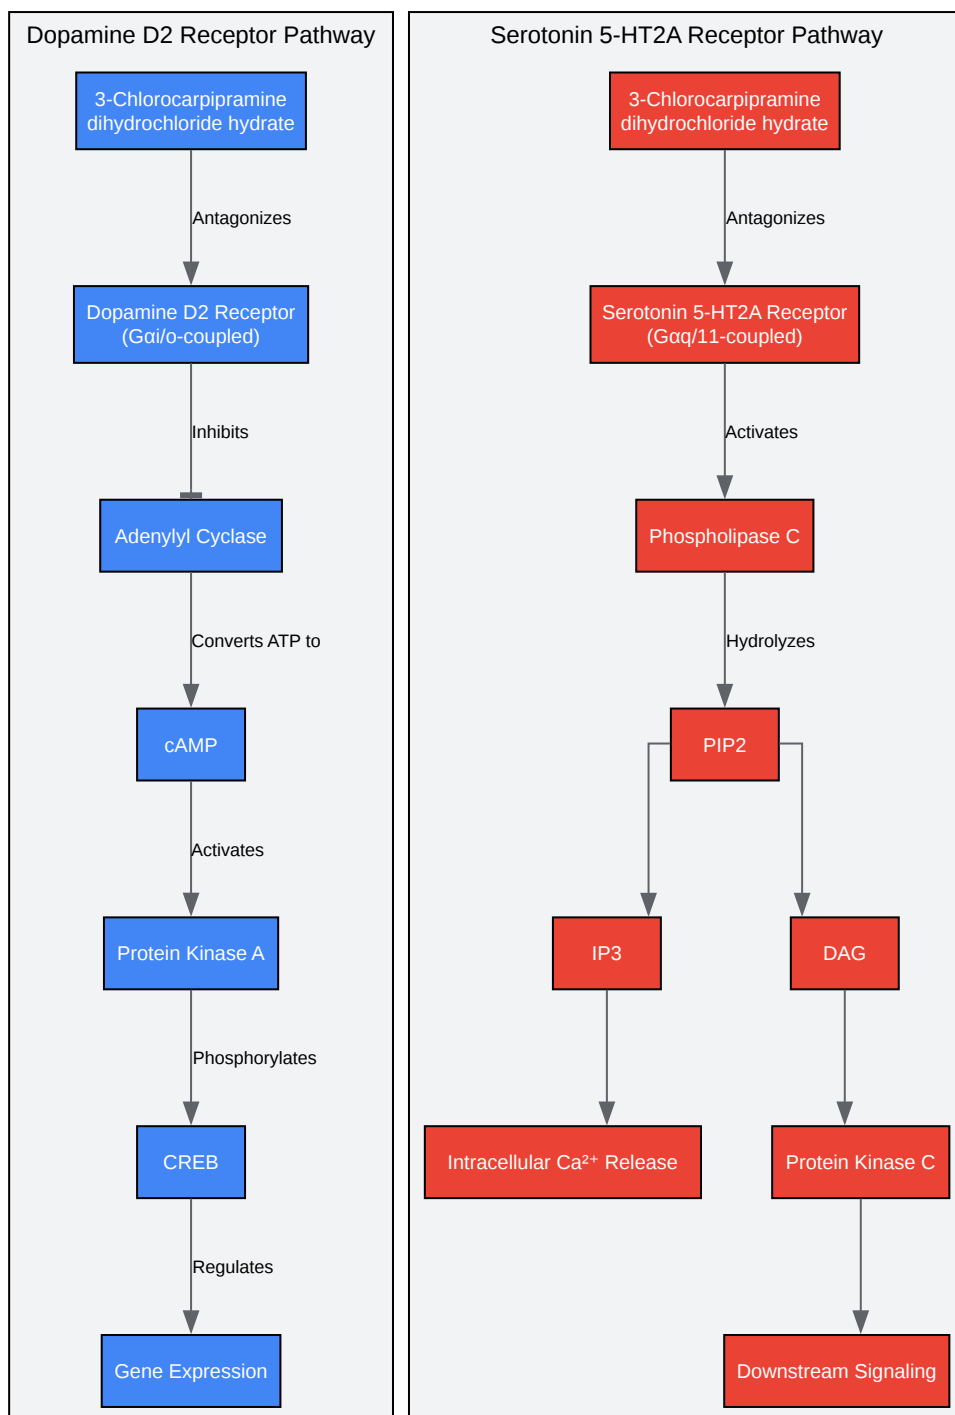 Dopamine D2 Receptor Pathway
3-Chlorocarpipramine
dihydrochloride hydrate
Antagonizes
Dopamine D2 Receptor
(Gαi/o-coupled)
Inhibits
Adenylyl Cyclase
Converts ATP to
cAMP
Activates
Protein Kinase A
Phosphorylates
CREB
Regulates
Gene Expression
Serotonin 5-HT2A Receptor Pathway
3-Chlorocarpipramine
dihydrochloride hydrate
Antagonizes
Serotonin 5-HT2A Receptor
(Gαq/11-coupled)
Activates
Phospholipase C
Hydrolyzes
PIP2
IP3
DAG
Intracellular Ca²⁺ Release
Protein Kinase C
Downstream Signaling